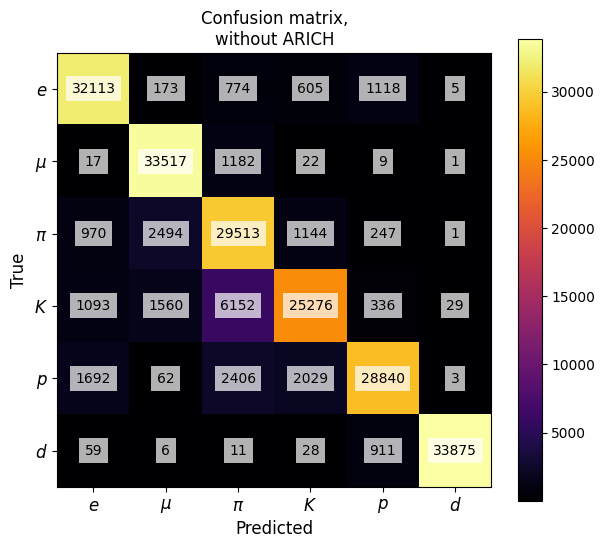 Confusion matrix,
without ARICH
True
e 32113 173 774 605 1118 5
μ 17 33517 1182 22 9 1
π 970 2494 29513 1144 247 1
K 1093 1560 6152 25276 336 29
p 1692 62 2406 2029 28840 3
d 59 6 11 28 911 33875
e μ π K p d
Predicted
30000
25000
20000
15000
10000
5000